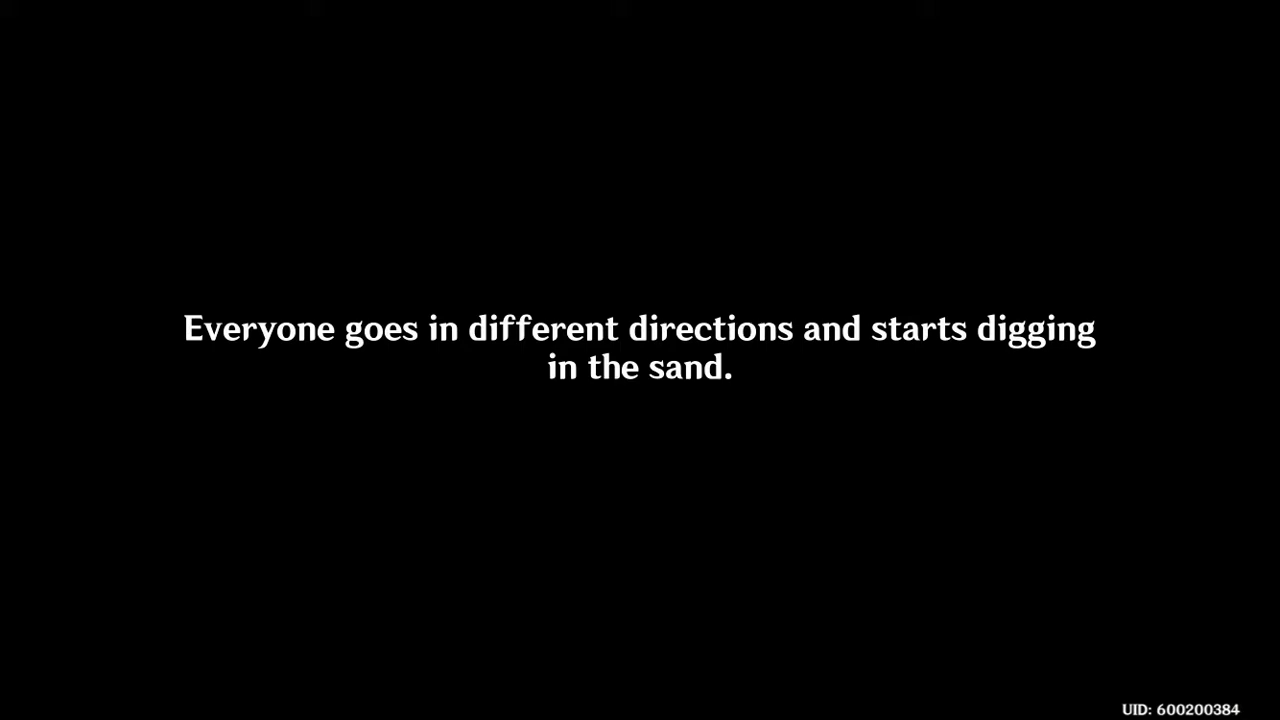 Everyone goes in different directions and starts digging
in the sand.
UID: 600200384